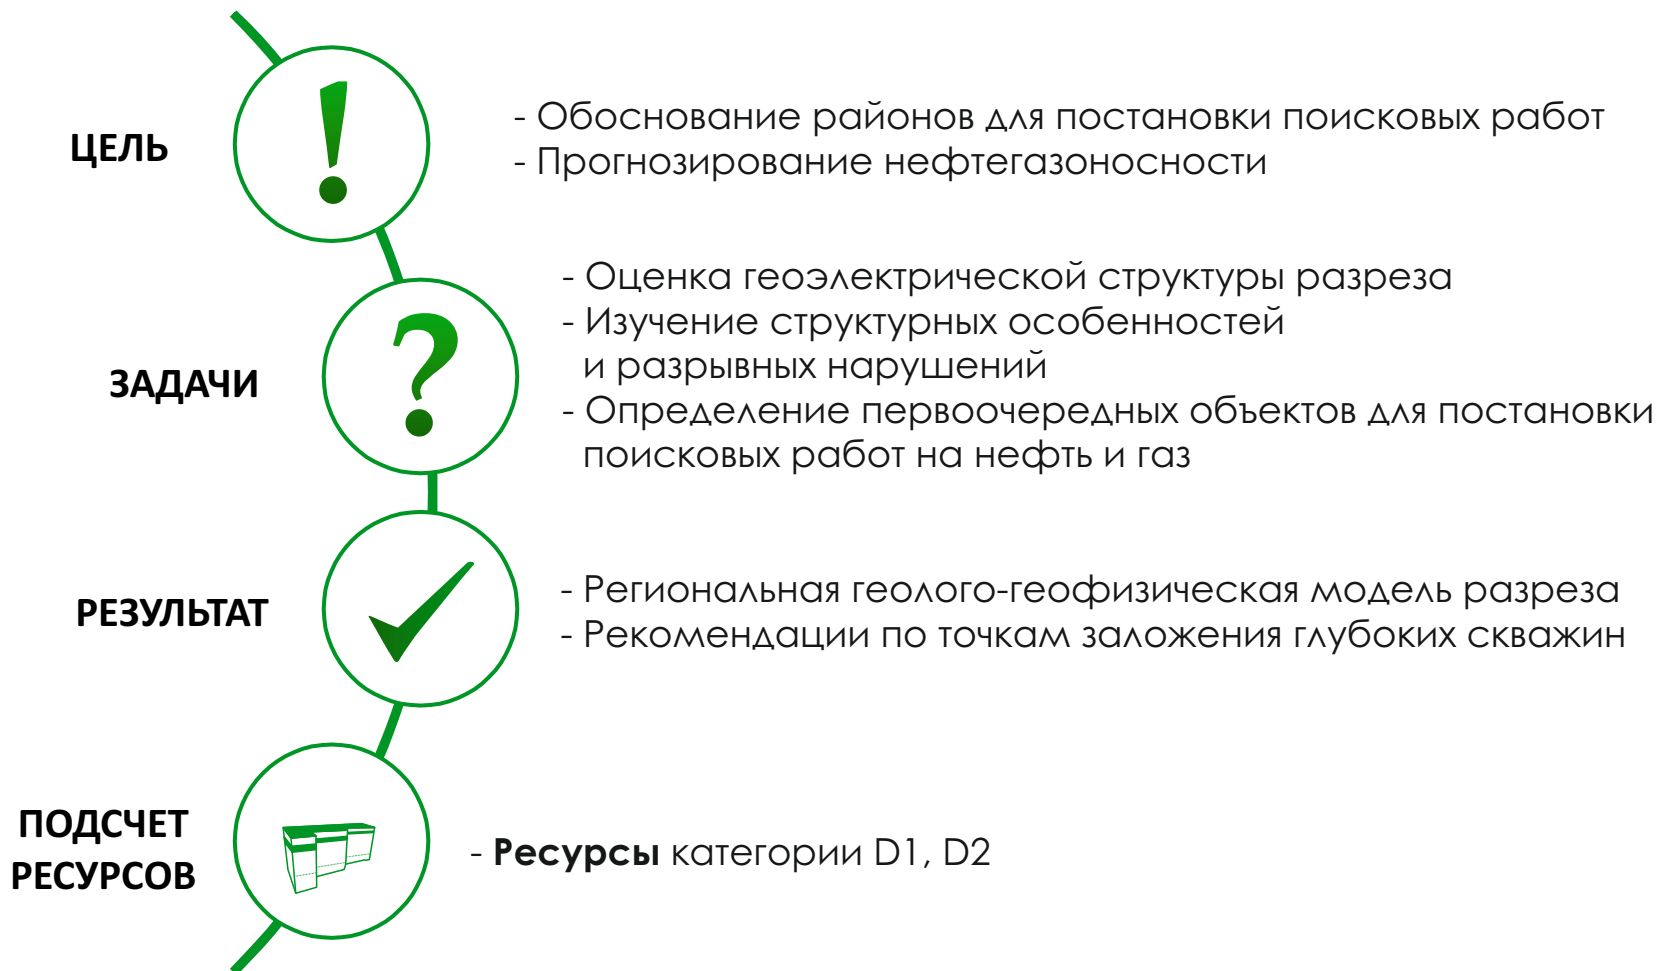 ЦЕЛЬ
- Обоснование районов для постановки поисковых работ
- Прогнозирование нефтегазоносности
ЗАДАЧИ
- Оценка геоэлектрической структуры разреза
- Изучение структурных особенностей
и разрывных нарушений
- Определение первоочередных объектов для постановки
поисковых работ на нефть и газ
РЕЗУЛЬТАТ
- Региональная геолого-геофизическая модель разреза
- Рекомендации по точкам заложения глубоких скважин
ПОДСЧЕТ
РЕСУРСОВ
- Ресурсы категории D1, D2